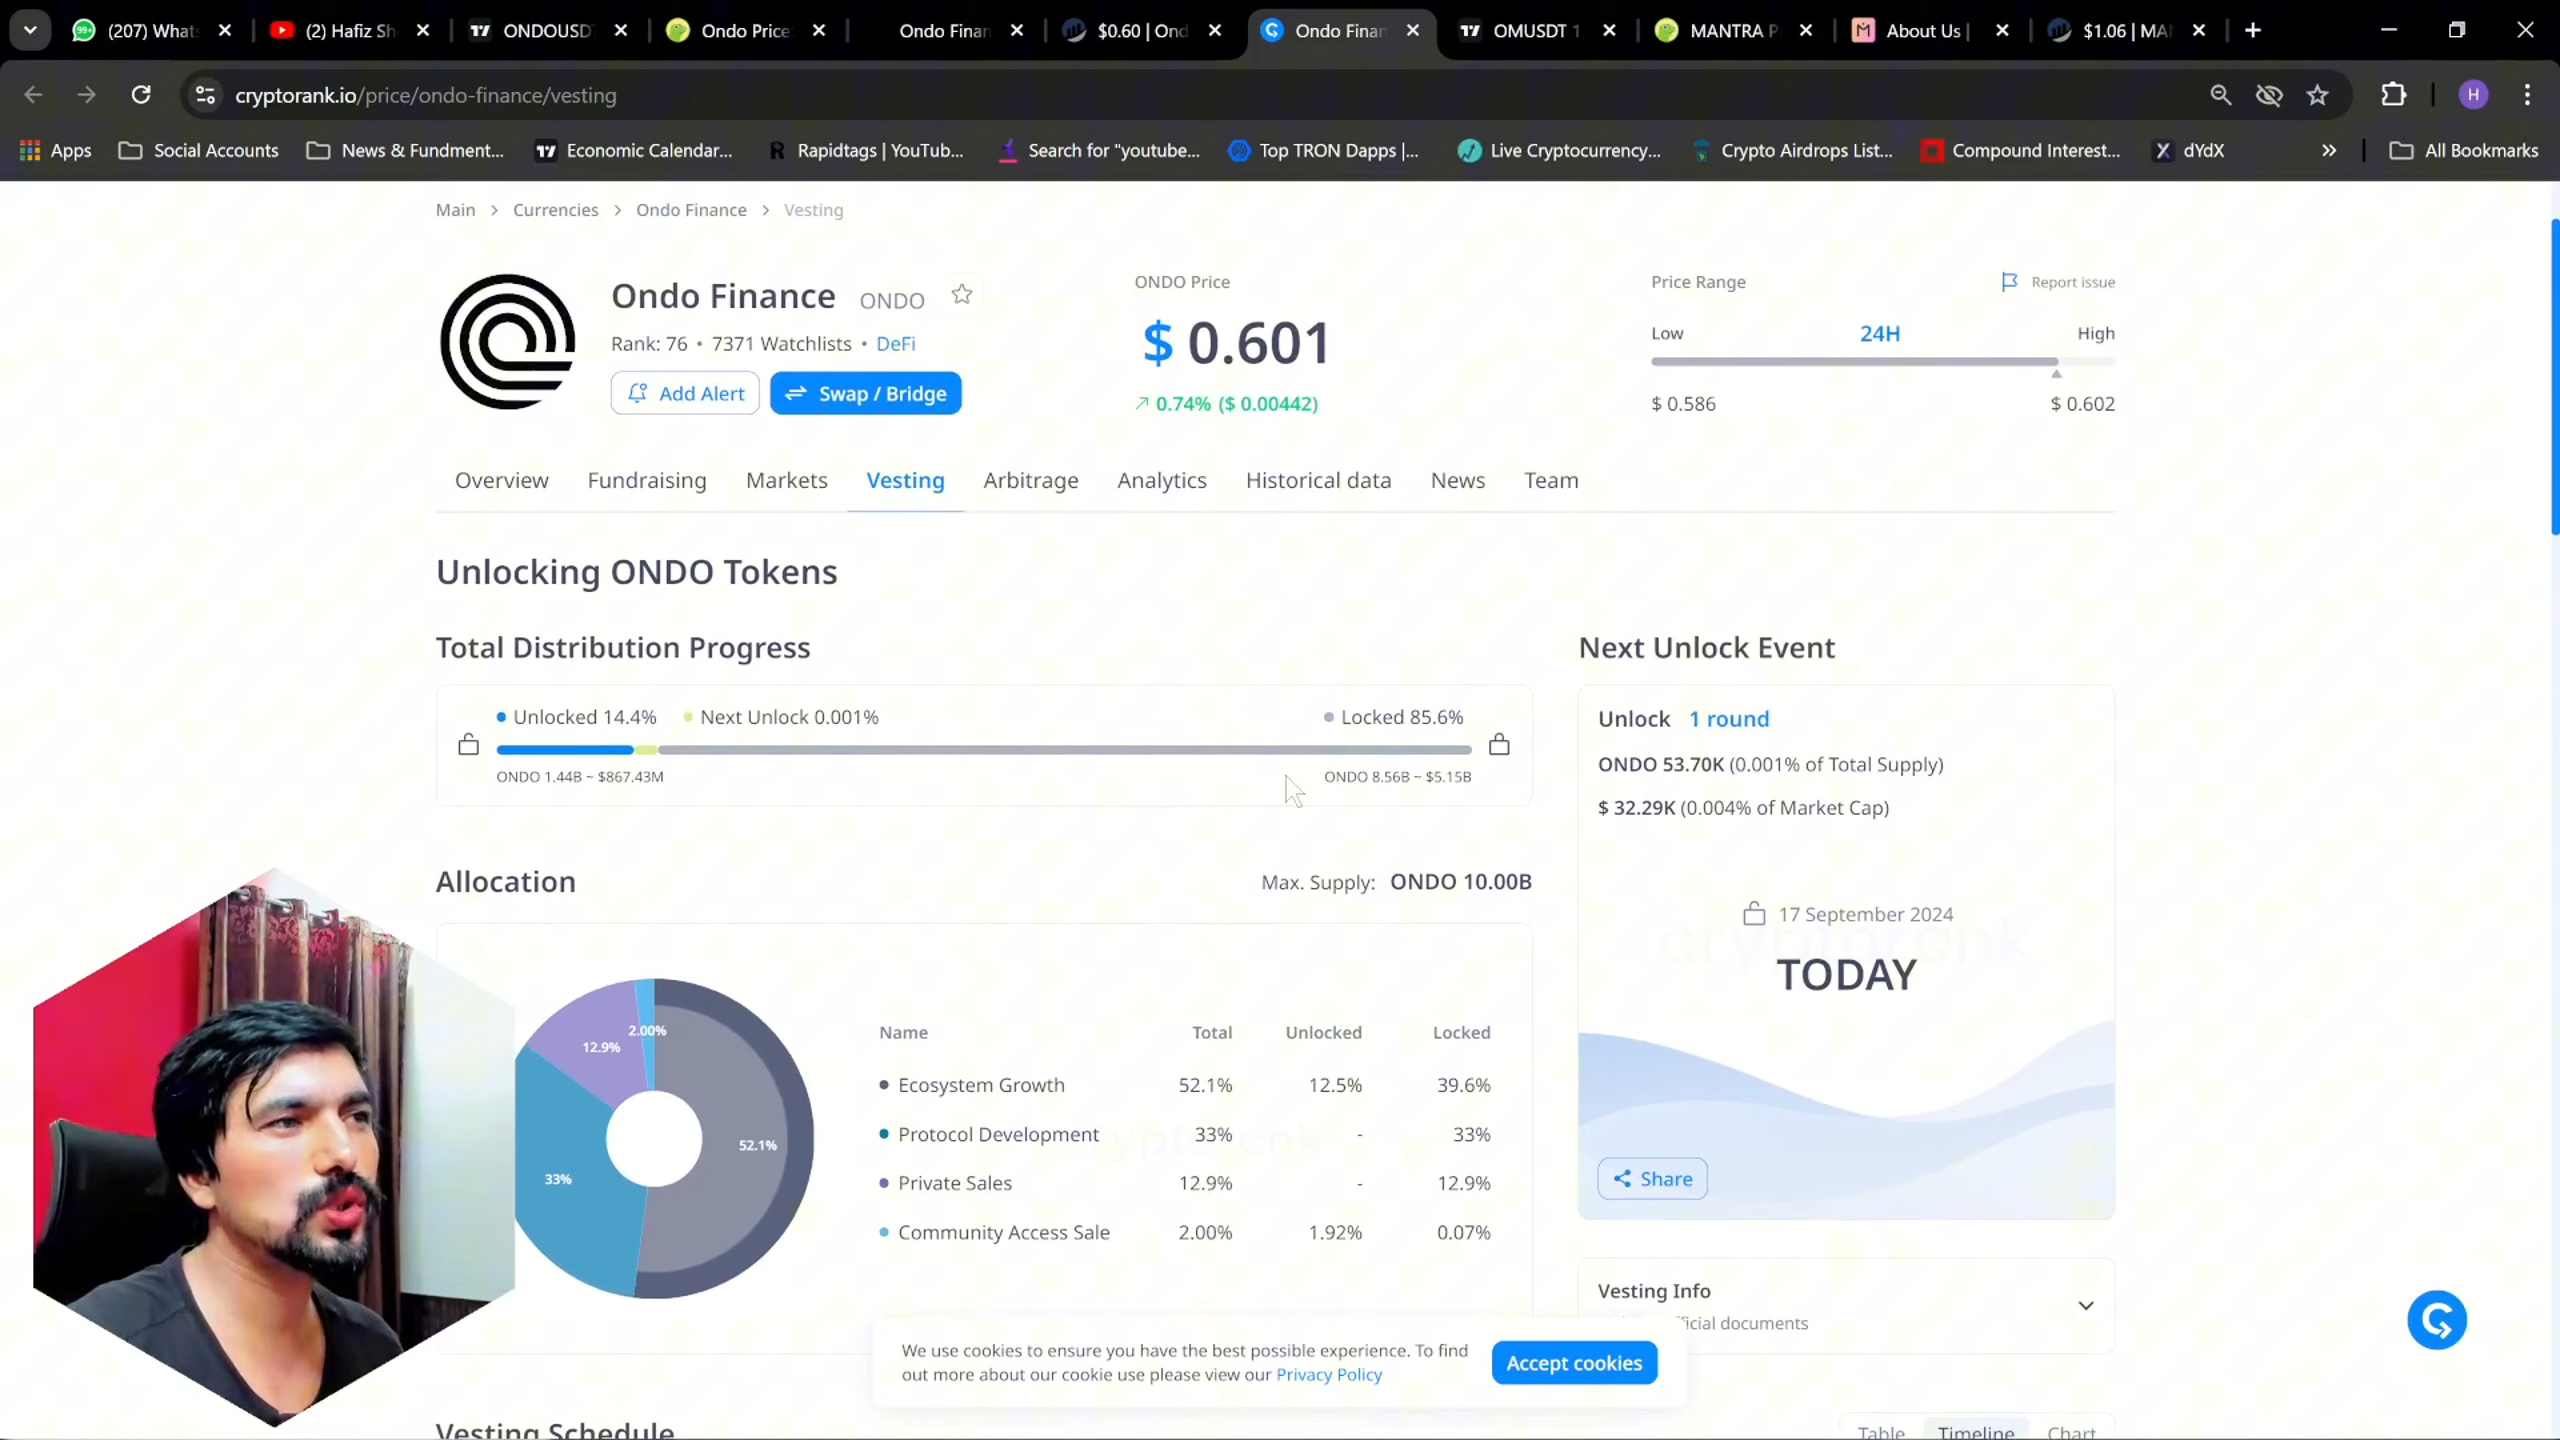 (207) Whats
(2) Hafiz Sh
ONDOUSDT
Ondo Price
Ondo Finan
$0.60 | Ond
Ondo Finan
OMUSDT 1.
MANTRA P
About Us |
$1.06 | MA
cryptorank.io/price/ondo-finance/vesting
H
Apps
Social Accounts
News & Fundment...
Economic Calendar...
Rapidtags | YouTub...
Search for "youtube...
Top TRON Dapps |...
Live Cryptocurrency...
Crypto Airdrops List...
Compound Interest...
dYdX
All Bookmarks
Main > Currencies > Ondo Finance > Vesting
Ondo Finance ONDO
Rank: 76 • 7371 Watchlists • DeFi
Add Alert
Swap / Bridge
ONDO Price
$ 0.601
0.74% ($ 0.00442)
Price Range
Report issue
Low 24H High
$ 0.586 $ 0.602
Overview Fundraising Markets Vesting Arbitrage Analytics Historical data News Team
Unlocking ONDO Tokens
Total Distribution Progress
Unlocked 14.4% Next Unlock 0.001% Locked 85.6%
ONDO 1.44B ~ $867.43M ONDO 8.56B ~ $5.15B
Next Unlock Event
Unlock 1 round
ONDO 53.70K (0.001% of Total Supply)
$ 32.29K (0.004% of Market Cap)
17 September 2024
TODAY
cryptorank
Share
Allocation
Max. Supply: ONDO 10.00B
2.00%
12.9%
52.1%
33%
Name Total Unlocked Locked
Ecosystem Growth 52.1% 12.5% 39.6%
Protocol Development 33% - 33%
Private Sales 12.9% - 12.9%
Community Access Sale 2.00% 1.92% 0.07%
cryptorank
Vesting Info
official documents
We use cookies to ensure you have the best possible experience. To find
out more about our cookie use please view our Privacy Policy
Accept cookies
Vesting Schedule
Table Timeline Chart